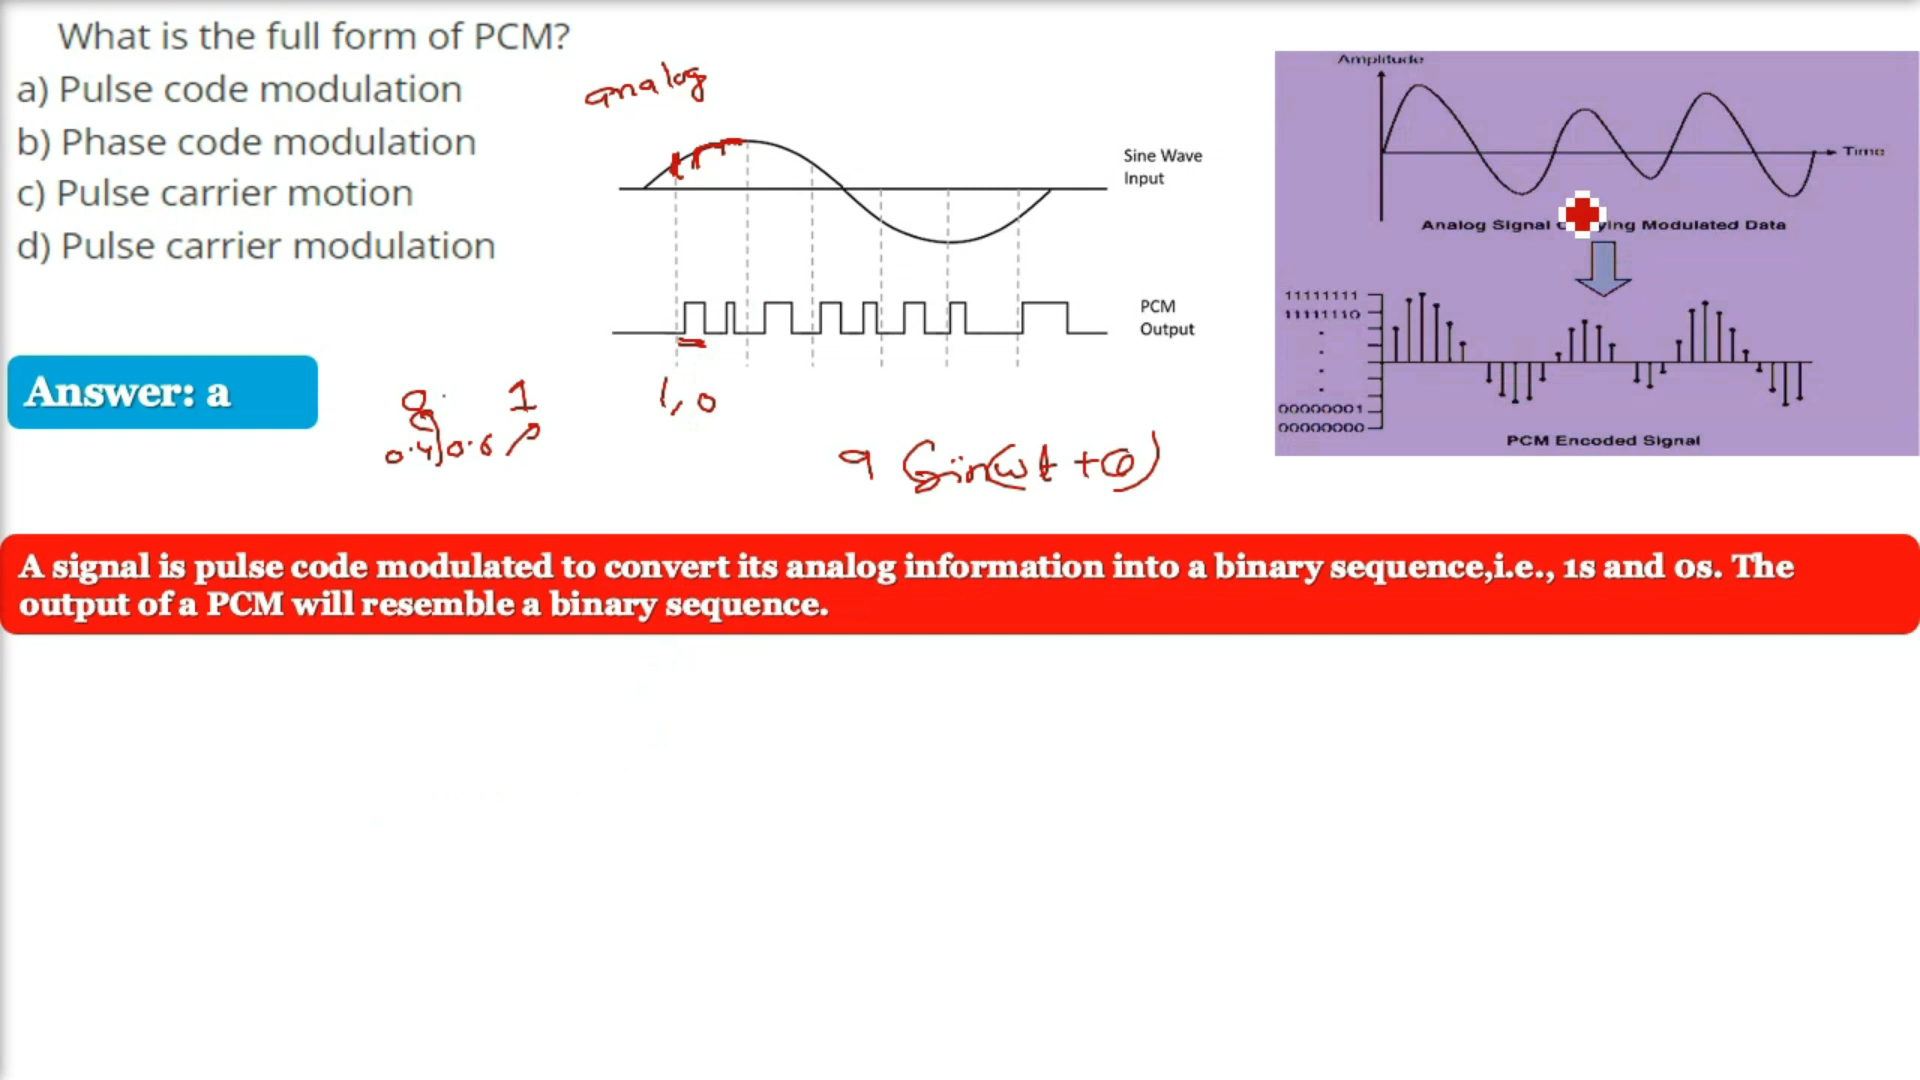 What is the full form of PCM?
a) Pulse code modulation
b) Phase code modulation
c) Pulse carrier motion
d) Pulse carrier modulation
Answer: a
analog
Sine Wave
Input
PCM
Output
1
1, 0
0.4 0.6
a Sin(ωt + φ)
Amplitude
Time
Analog Signal ying Modulated Data
11111111
11111110
00000001
00000000
PCM Encoded Signal
A signal is pulse code modulated to convert its analog information into a binary sequence,i.e., 1s and 0s. The
output of a PCM will resemble a binary sequence.